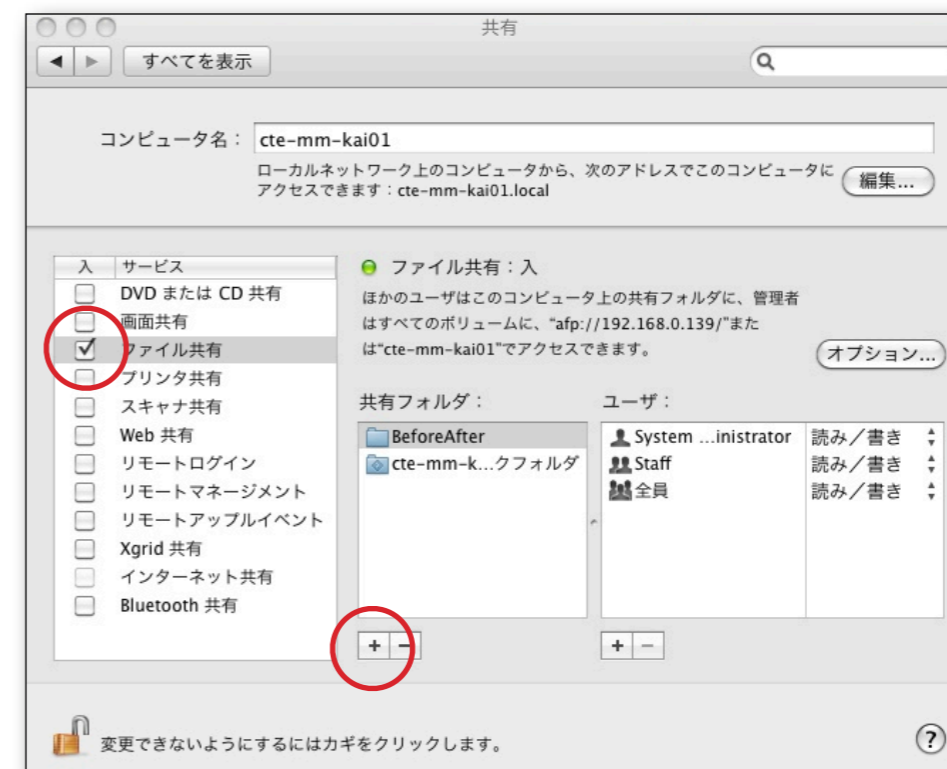 共有
すべてを表示
コンピュータ名：
cte-mm-kai01
ローカルネットワーク上のコンピュータから、次のアドレスでこのコンピュータに
アクセスできます：cte-mm-kai01.local
編集...
入 サービス
DVD または CD 共有
画面共有
ファイル共有
プリンタ共有
スキャナ共有
Web 共有
リモートログイン
リモートマネージメント
リモートアップルイベント
Xgrid 共有
インターネット共有
Bluetooth 共有
ファイル共有：入
ほかのユーザはこのコンピュータ上の共有フォルダに、管理者
はすべてのボリュームに、“afp://192.168.0.139/”また
は“cte-mm-kai01”でアクセスできます。
オプション...
共有フォルダ：
BeforeAfter
cte-mm-k...クフォルダ
ユーザ：
System ...inistrator 読み／書き
Staff 読み／書き
全員 読み／書き
+ −
+ −
変更できないようにするにはカギをクリックします。
?